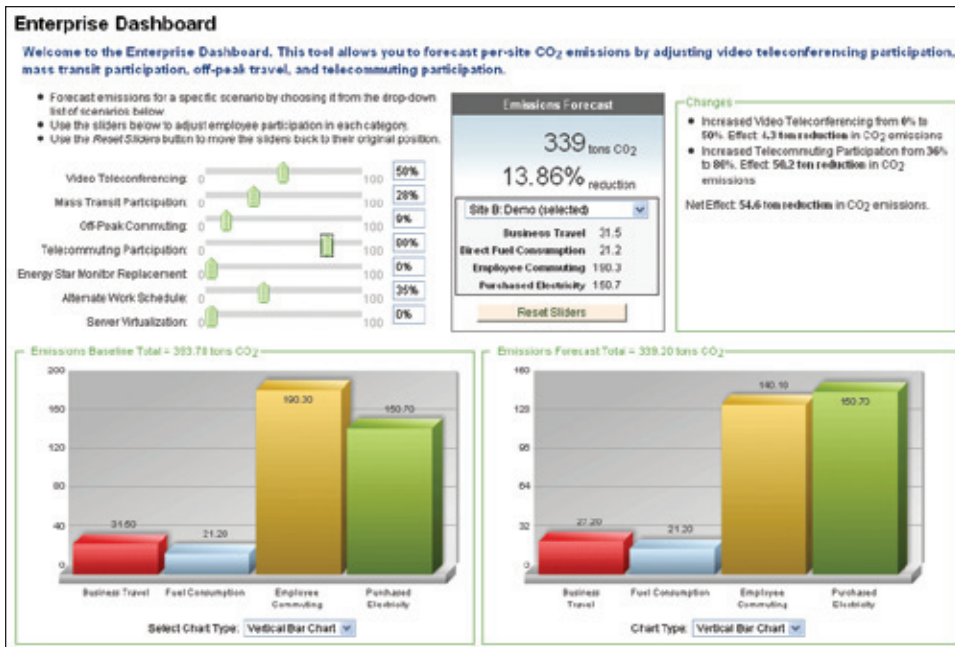 Enterprise Dashboard
Welcome to the Enterprise Dashboard. This tool allows you to forecast per-site CO2 emissions by adjusting video teleconferencing participation,
mass transit participation, off-peak travel, and telecommuting participation.
• Forecast emissions for a specific scenario by choosing it from the drop-down
list of scenarios below
• Use the sliders below to adjust employee participation in each category.
• Use the Reset Sliders button to move the sliders back to their original position.
Video Teleconferencing: 0 100 50%
Mass Transit Participation: 0 100 28%
Off-Peak Commuting: 0 100 9%
Telecommuting Participation: 0 100 80%
Energy Star Monitor Replacement: 0 100 0%
Alternate Work Schedule: 0 100 35%
Server Virtualization: 0 100 0%
Emissions Forecast
339 tons CO2
13.86% reduction
Site B: Demo (selected)
Business Travel 31.5
Direct Fuel Consumption 21.2
Employee Commuting 190.3
Purchased Electricity 150.7
Reset Sliders
Changes
• Increased Video Teleconferencing from 0% to
50%. Effect: 4.3 ton reduction in CO2 emissions
• Increased Telecommuting Participation from 36%
to 80%. Effect: 50.2 ton reduction in CO2
emissions
Net Effect: 54.6 ton reduction in CO2 emissions.
Emissions Baseline Total = 393.70 tons CO2
200
160
120
80
40
0
31.50
21.20
190.30
150.70
Business Travel
Fuel Consumption
Employee
Commuting
Purchased
Electricity
Select Chart Type: Vertical Bar Chart
Emissions Forecast Total = 339.20 tons CO2
160
128
96
64
32
0
27.20
21.20
140.10
150.70
Business
Travel
Fuel Consumption
Employee
Commuting
Purchased
Electricity
Chart Type: Vertical Bar Chart